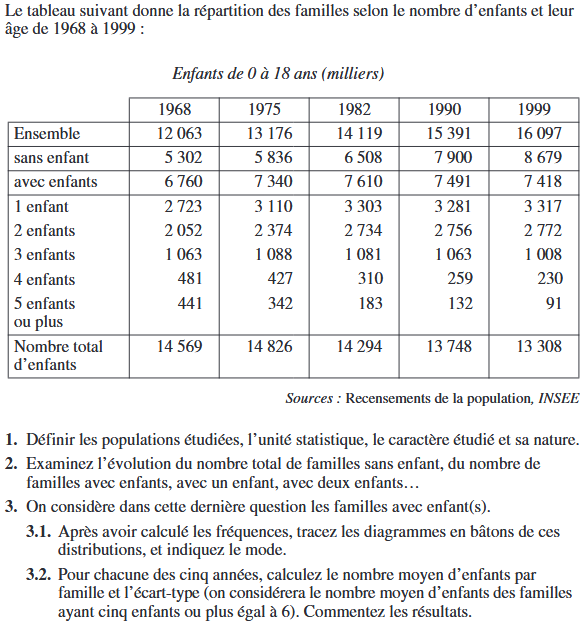 Le tableau suivant donne la répartition des familles selon le nombre d'enfants et leur
âge de 1968 à 1999 :
Enfants de 0 à 18 ans (milliers)
1968 1975 1982 1990 1999
Ensemble 12 063 13 176 14 119 15 391 16 097
sans enfant 5 302 5 836 6 508 7 900 8 679
avec enfants 6 760 7 340 7 610 7 491 7 418
1 enfant 2 723 3 110 3 303 3 281 3 317
2 enfants 2 052 2 374 2 734 2 756 2 772
3 enfants 1 063 1 088 1 081 1 063 1 008
4 enfants 481 427 310 259 230
5 enfants 441 342 183 132 91
ou plus
Nombre total 14 569 14 826 14 294 13 748 13 308
d'enfants
Sources : Recensements de la population, INSEE
1. Définir les populations étudiées, l'unité statistique, le caractère étudié et sa nature.
2. Examinez l'évolution du nombre total de familles sans enfant, du nombre de
familles avec enfants, avec un enfant, avec deux enfants…
3. On considère dans cette dernière question les familles avec enfant(s).
3.1. Après avoir calculé les fréquences, tracez les diagrammes en bâtons de ces
distributions, et indiquez le mode.
3.2. Pour chacune des cinq années, calculez le nombre moyen d'enfants par
famille et l'écart-type (on considérera le nombre moyen d'enfants des familles
ayant cinq enfants ou plus égal à 6). Commentez les résultats.